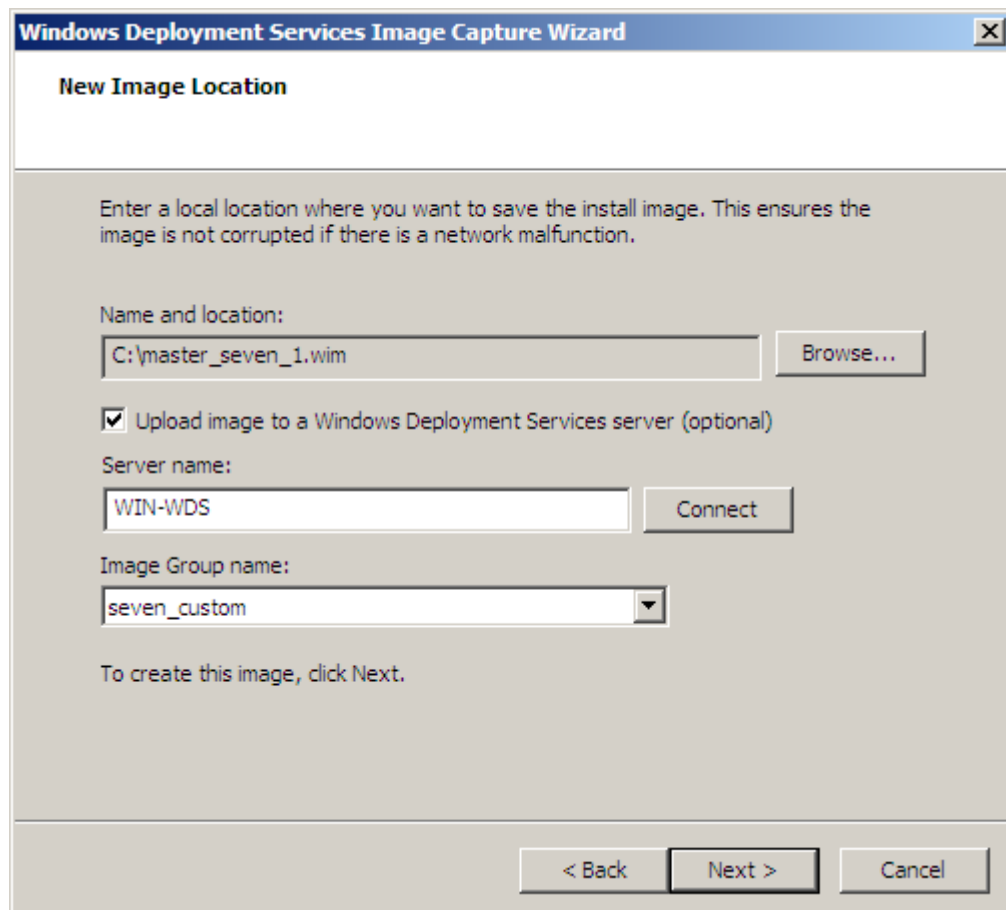 Windows Deployment Services Image Capture Wizard
New Image Location
Enter a local location where you want to save the install image. This ensures the
image is not corrupted if there is a network malfunction.
Name and location:
C:\master_seven_1.wim
Browse...
Upload image to a Windows Deployment Services server (optional)
Server name:
WIN-WDS
Connect
Image Group name:
seven_custom
To create this image, click Next.
< Back
Next >
Cancel